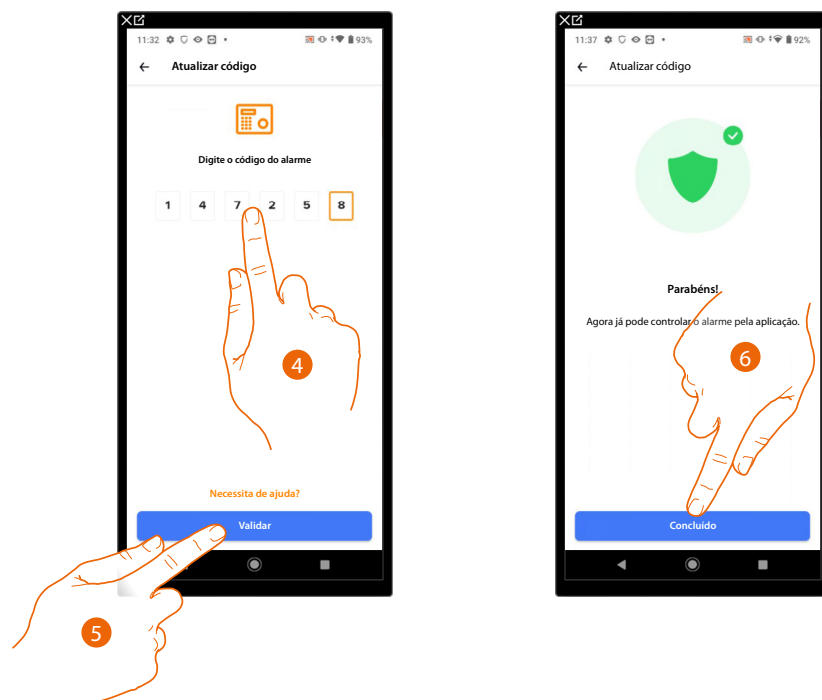 11:32
93%
Atualizar código
Digite o código do alarme
1 4 7 2 5 8
4
Necessita de ajuda?
Validar
5
11:37
92%
Atualizar código
Parabéns!
Agora já pode controlar o alarme pela aplicação.
6
Concluído